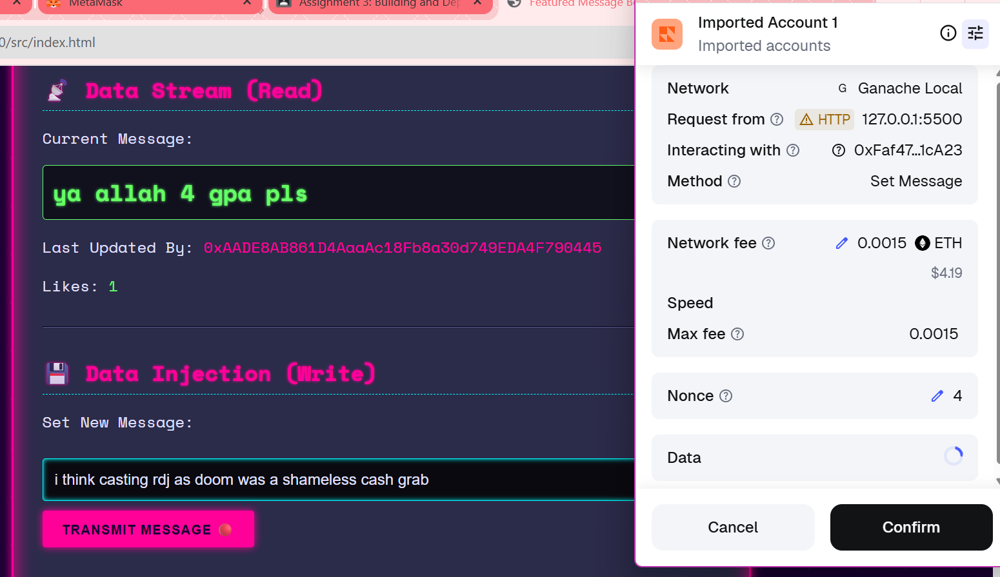 MetaMask
Assignment 3: Building and Dep
Featured Message B
0/src/index.html
Data Stream (Read)
Current Message:
ya allah 4 gpa pls
Last Updated By: 0xAADE8AB861D4AaaAc18Fb8a30d749EDA4F790445
Likes: 1
Data Injection (Write)
Set New Message:
i think casting rdj as doom was a shameless cash grab
TRANSMIT MESSAGE
Imported Account 1
Imported accounts
Network G Ganache Local
Request from HTTP 127.0.0.1:5500
Interacting with 0xFaf47...1cA23
Method Set Message
Network fee 0.0015 ETH
$4.19
Speed
Max fee 0.0015
Nonce 4
Data
Cancel Confirm